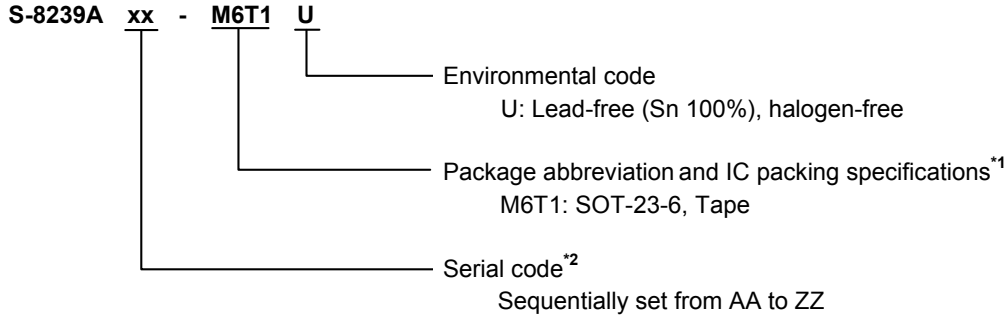 S-8239A xx - M6T1 U
Environmental code
U: Lead-free (Sn 100%), halogen-free
Package abbreviation and IC packing specifications*1
M6T1: SOT-23-6, Tape
Serial code*2
Sequentially set from AA to ZZ